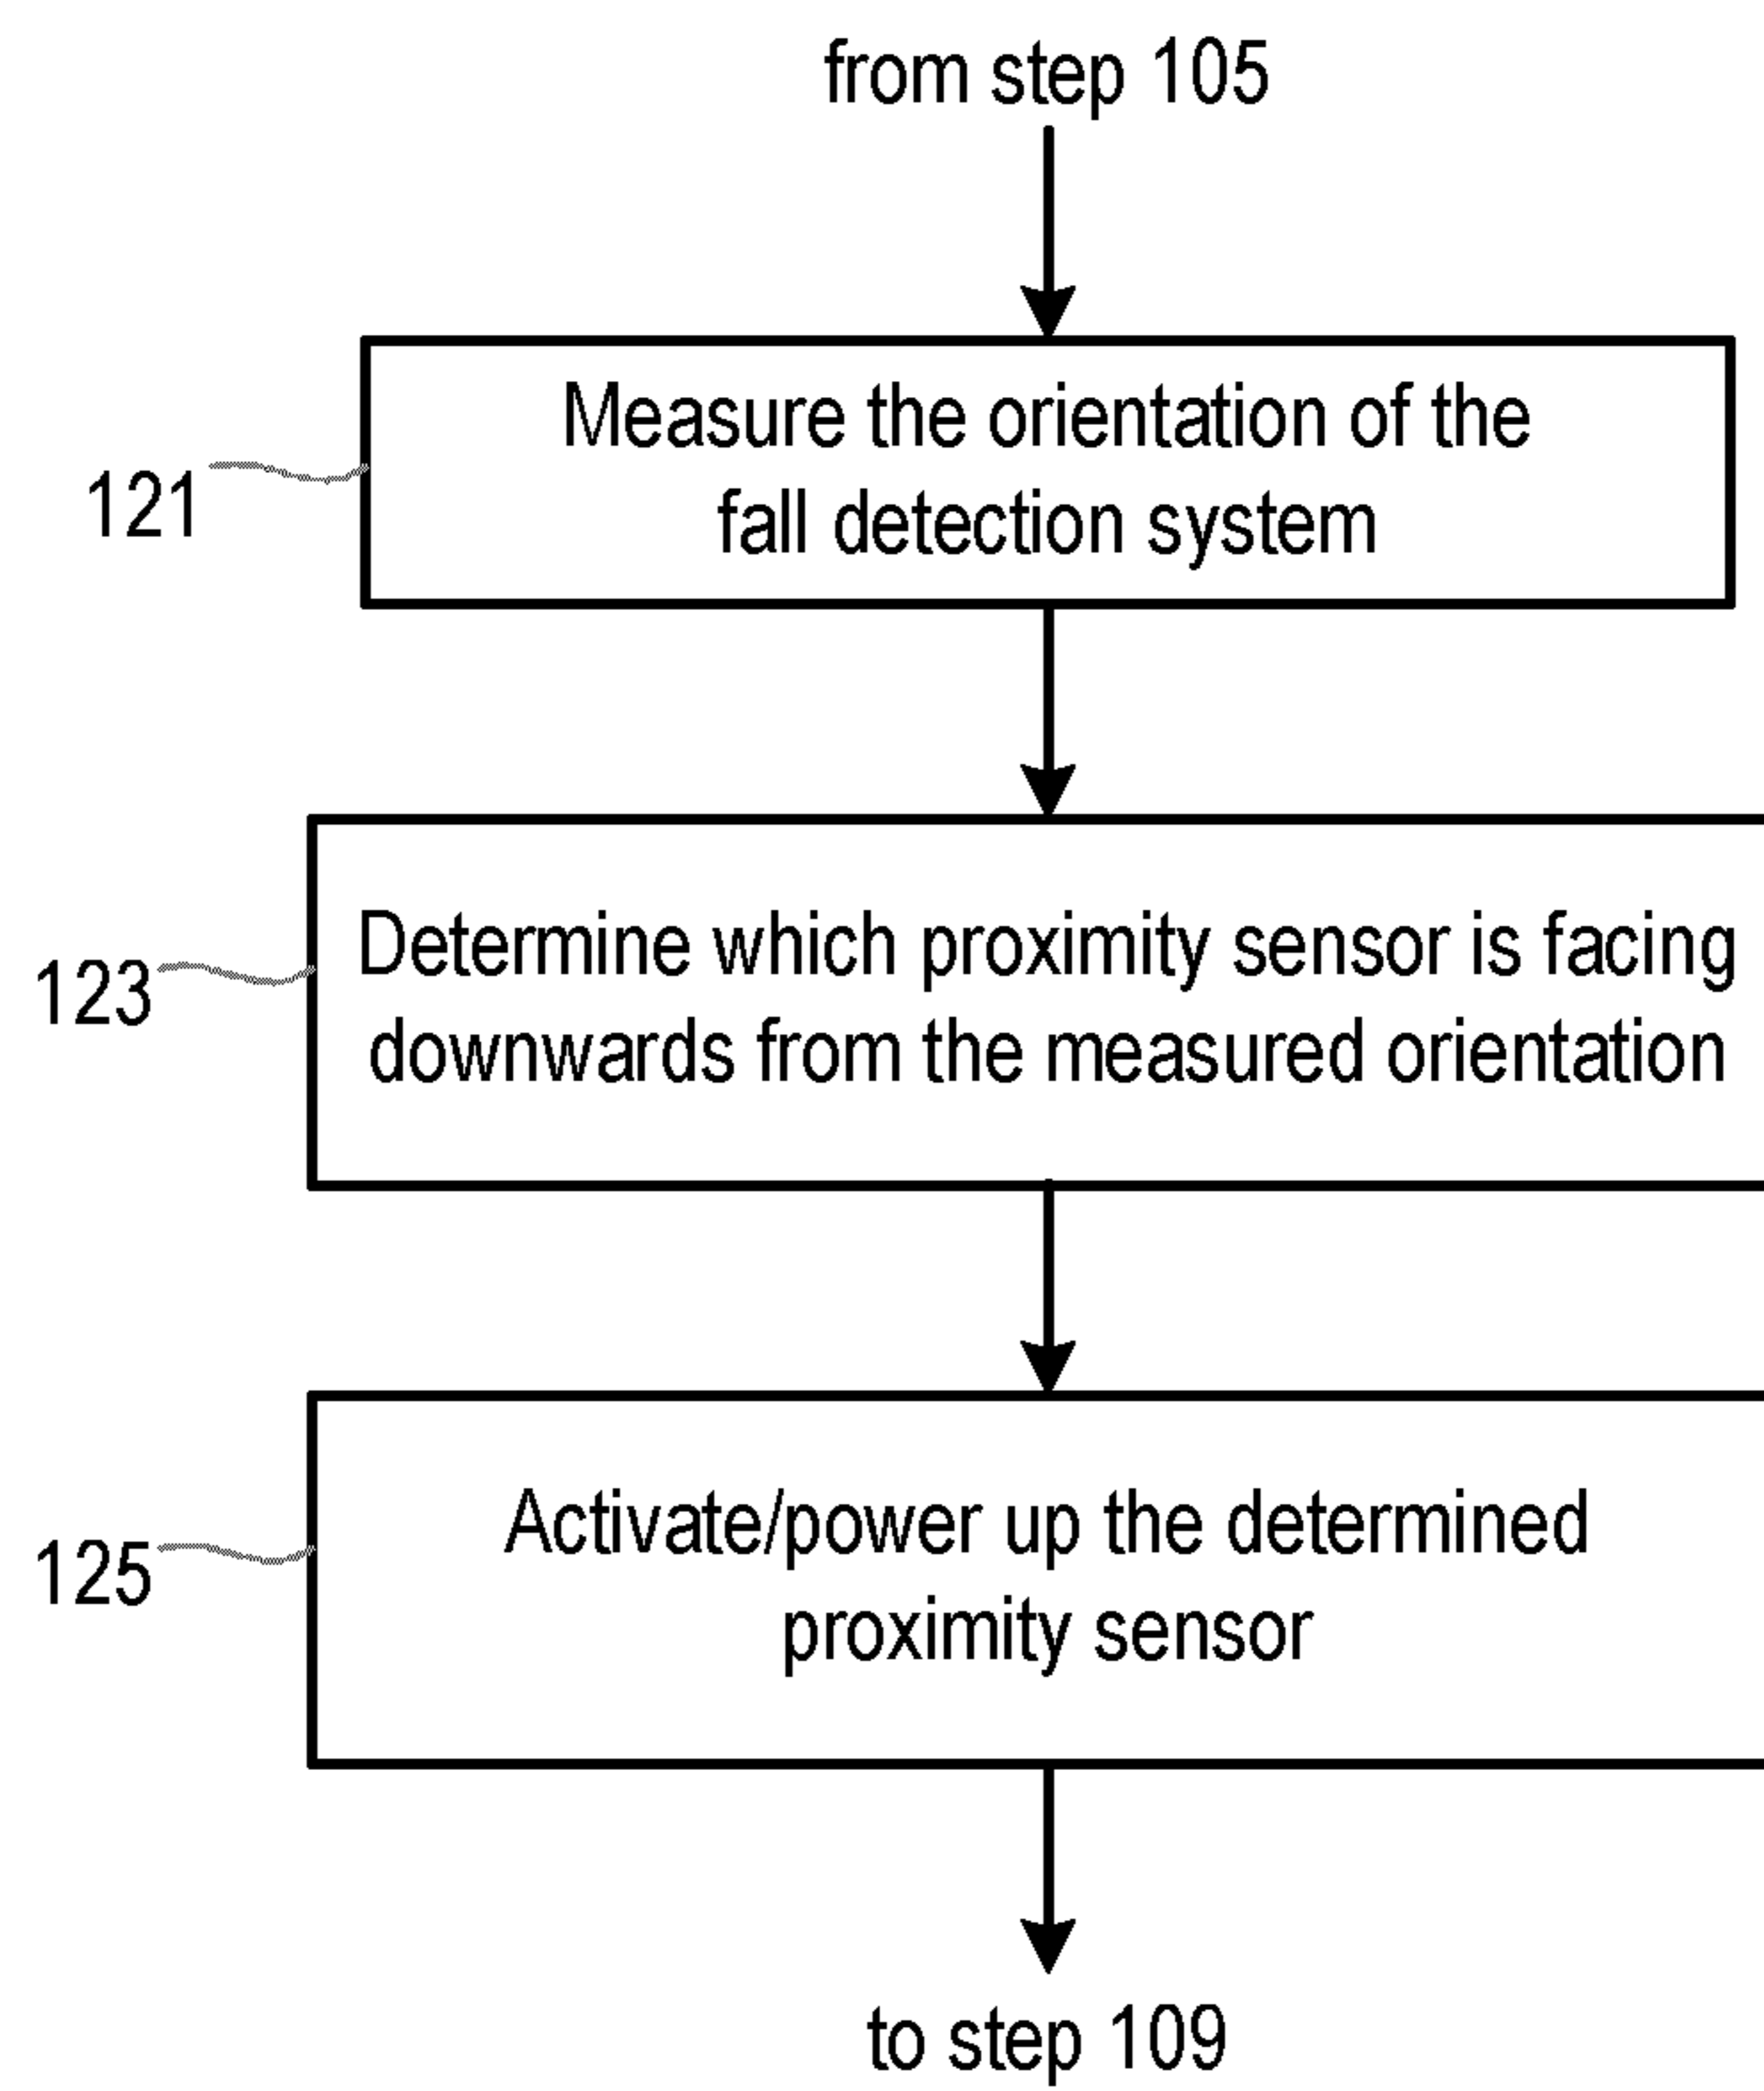 from step 105
Measure the orientation of the
fall detection system
121
Determine which proximity sensor is facing
downwards from the measured orientation
123
Activate/power up the determined
proximity sensor
125
to step 109